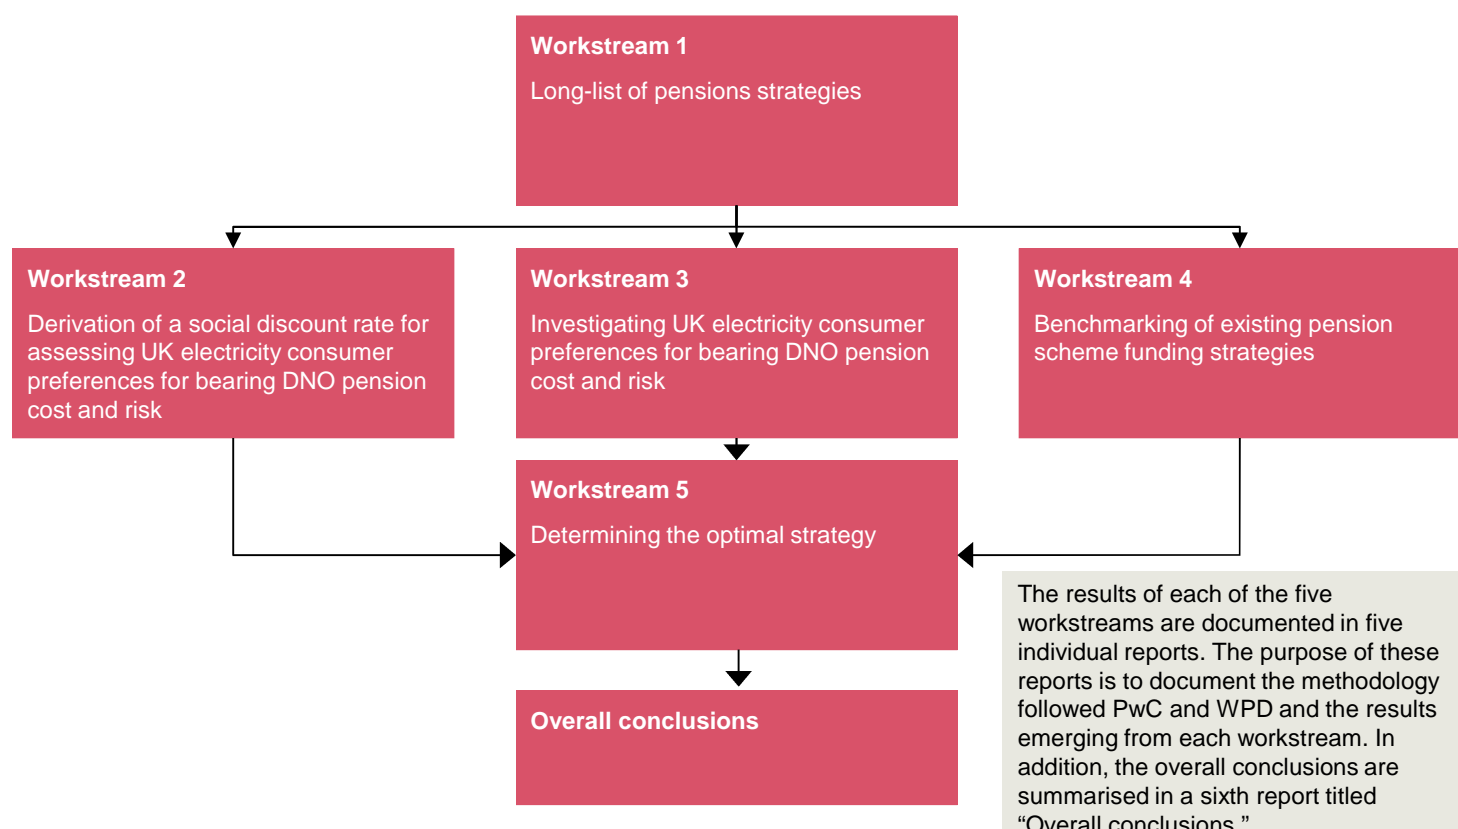 Workstream 1
Long-list of pensions strategies
Workstream 2
Derivation of a social discount rate for
assessing UK electricity consumer
preferences for bearing DNO pension
cost and risk
Workstream 3
Investigating UK electricity consumer
preferences for bearing DNO pension
cost and risk
Workstream 4
Benchmarking of existing pension
scheme funding strategies
Workstream 5
Determining the optimal strategy
The results of each of the five
workstreams are documented in five
individual reports. The purpose of these
reports is to document the methodology
followed PwC and WPD and the results
emerging from each workstream. In
addition, the overall conclusions are
summarised in a sixth report titled
“Overall conclusions.”
Overall conclusions